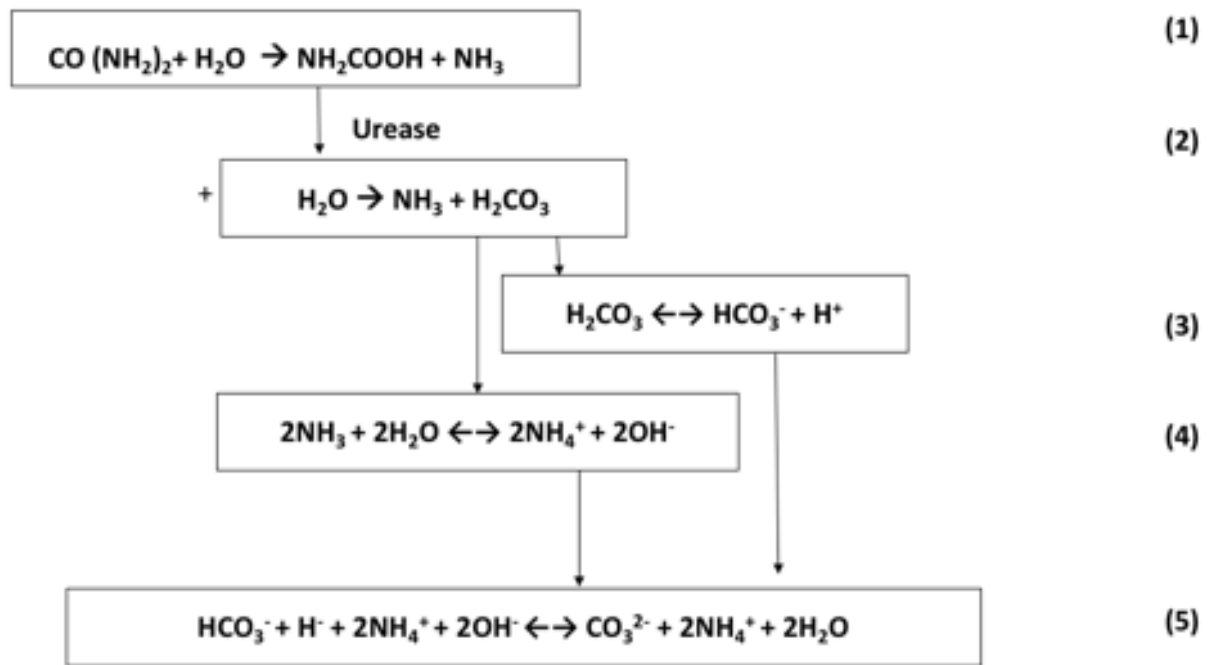 CO (NH₂)₂+ H₂O → NH₂COOH + NH₃ (1)
Urease (2)
+ H₂O → NH₃ + H₂CO₃
H₂CO₃ ←→ HCO₃⁻ + H⁺ (3)
2NH₃ + 2H₂O ←→ 2NH₄⁺ + 2OH⁻ (4)
HCO₃⁻ + H⁻ + 2NH₄⁺ + 2OH⁻ ←→ CO₃²⁻ + 2NH₄⁺ + 2H₂O (5)